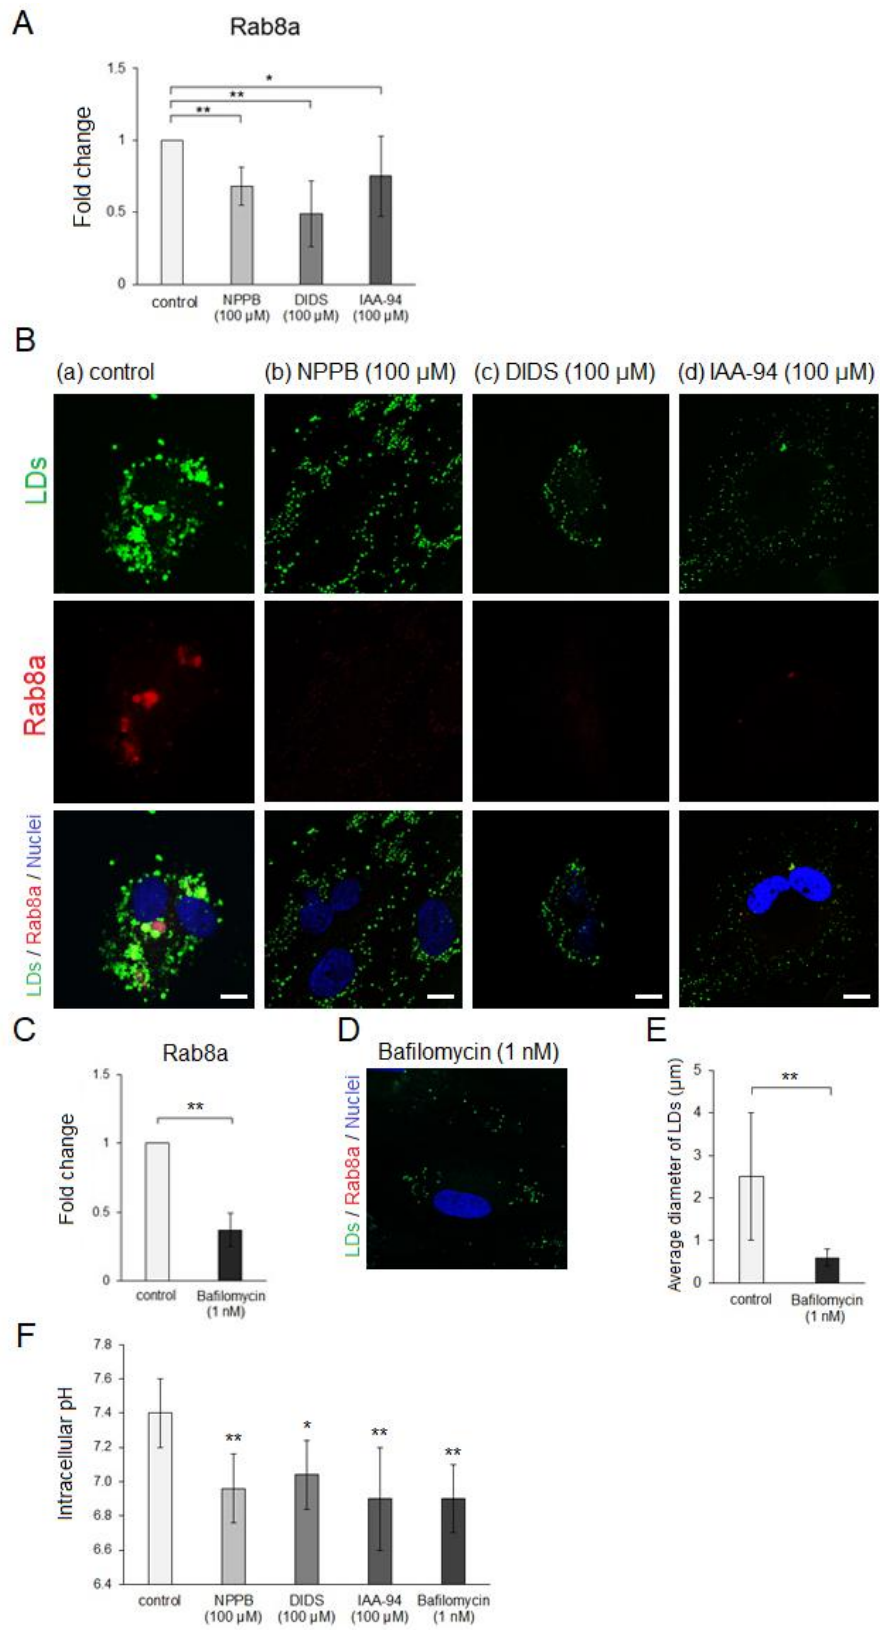 A
Rab8a
Fold change
1.5
1
0.5
0
*
**
**
control
NPPB
(100 µM)
DIDS
(100 µM)
IAA-94
(100 µM)
B
(a) control
(b) NPPB (100 µM)
(c) DIDS (100 µM)
(d) IAA-94 (100 µM)
LDs
Rab8a
LDs / Rab8a / Nuclei
C
Rab8a
Fold change
1.5
1
0.5
0
**
control
Bafilomycin
(1 nM)
D
Bafilomycin (1 nM)
LDs / Rab8a / Nuclei
E
Average diameter of LDs (µm)
5
4
3
2
1
0
**
control
Bafilomycin
(1 nM)
F
Intracellular pH
7.8
7.6
7.4
7.2
7.0
6.8
6.6
6.4
**
*
**
**
control
NPPB
(100 µM)
DIDS
(100 µM)
IAA-94
(100 µM)
Bafilomycin
(1 nM)